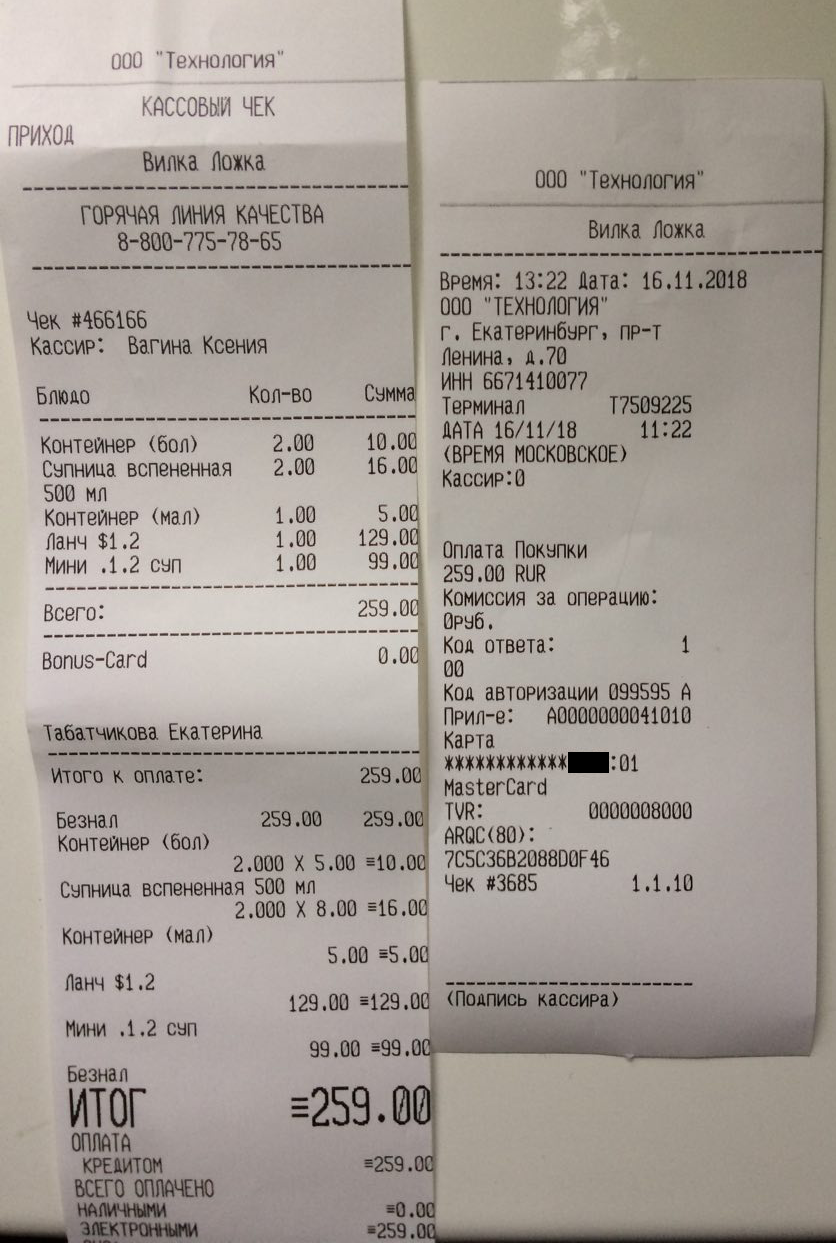 ООО "Технология"
КАССОВЫЙ ЧЕК
ПРИХОД
Вилка Ложка
ГОРЯЧАЯ ЛИНИЯ КАЧЕСТВА
8-800-775-78-65
Чек #466166
Кассир: Вагина Ксения
Блюдо Кол-во Сумма
Контейнер (бол) 2.00 10.00
Супница вспененная 2.00 16.00
500 мл
Контейнер (мал) 1.00 5.00
Ланч $1.2 1.00 129.00
Мини .1.2 суп 1.00 99.00
Всего: 259.00
Bonus-Card 0.00
Табатчикова Екатерина
Итого к оплате: 259.00
Безнал 259.00 259.00
Контейнер (бол)
2.000 X 5.00 ≡10.00
Супница вспененная 500 мл
2.000 X 8.00 ≡16.00
Контейнер (мал)
5.00 ≡5.00
Ланч $1.2
129.00 ≡129.00
Мини .1.2 суп
99.00 ≡99.00
Безнал
ИТОГ ≡259.00
ОПЛАТА
КРЕДИТОМ ≡259.00
ВСЕГО ОПЛАЧЕНО
НАЛИЧНЫМИ ≡0.00
ЭЛЕКТРОННЫМИ ≡259.00
ООО "Технология"
Вилка Ложка
Время: 13:22 Дата: 16.11.2018
ООО "ТЕХНОЛОГИЯ"
г. Екатеринбург, пр-т
Ленина, д.70
ИНН 6671410077
Терминал T7509225
ДАТА 16/11/18 11:22
(ВРЕМЯ МОСКОВСКОЕ)
Кассир:0
Оплата Покупки
259.00 RUR
Комиссия за операцию:
0руб.
Код ответа: 1
00
Код авторизации 099595 A
Прил-е: A0000000041010
Карта
************:01
MasterCard
TVR: 0000008000
ARQC(80):
7C5C36B2088D0F46
Чек #3685 1.1.10
(Подпись кассира)